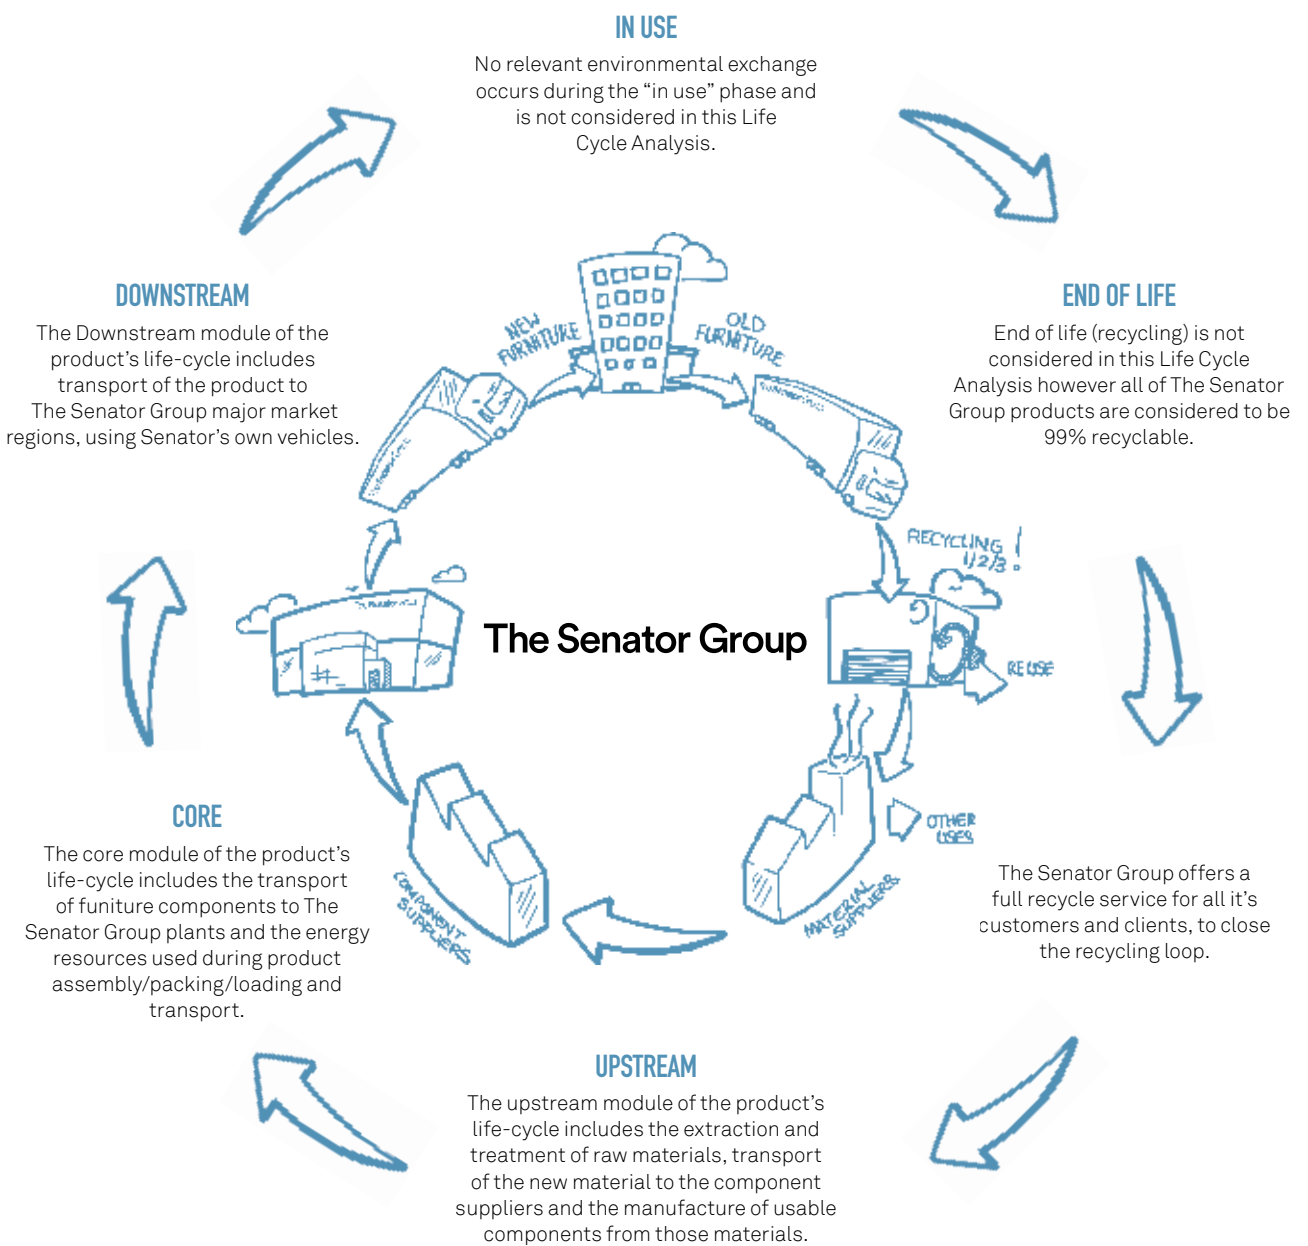 IN USE
No relevant environmental exchange
occurs during the “in use” phase and
is not considered in this Life
Cycle Analysis.
DOWNSTREAM
The Downstream module of the
product’s life-cycle includes
transport of the product to
The Senator Group major market
regions, using Senator’s own vehicles.
END OF LIFE
End of life (recycling) is not
considered in this Life Cycle
Analysis however all of The Senator
Group products are considered to be
99% recyclable.
NEW
FURNITURE
OLD
FURNITURE
RECYCLING
1/2/3!
The Senator Group
RE USE
OTHER
USES
MATERIAL
SUPPLIERS
COMPONENT
SUPPLIERS
CORE
The core module of the product’s
life-cycle includes the transport
of funiture components to The
Senator Group plants and the energy
resources used during product
assembly/packing/loading and
transport.
The Senator Group offers a
full recycle service for all it’s
customers and clients, to close
the recycling loop.
UPSTREAM
The upstream module of the product’s
life-cycle includes the extraction and
treatment of raw materials, transport
of the new material to the component
suppliers and the manufacture of usable
components from those materials.